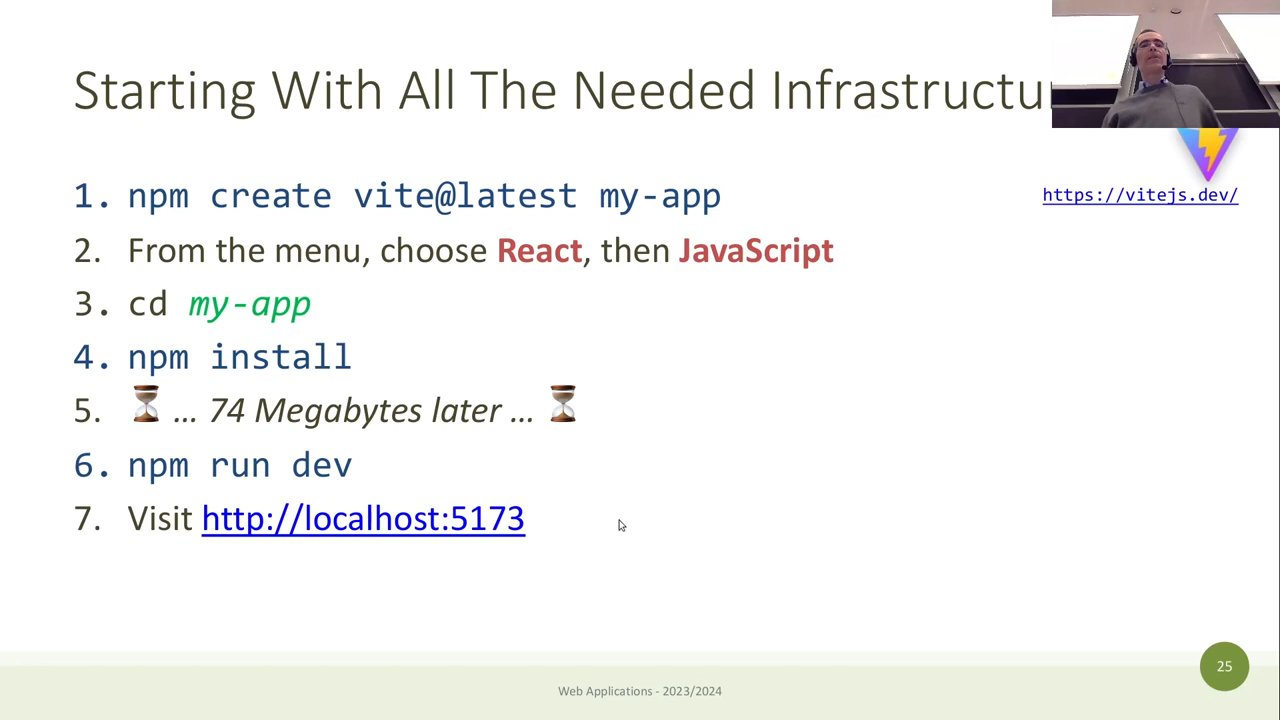 Starting With All The Needed Infrastructu
1. npm create vite@latest my-app
https://vitejs.dev/
2. From the menu, choose React, then JavaScript
3. cd my-app
4. npm install
5. ⏳ … 74 Megabytes later … ⏳
6. npm run dev
7. Visit http://localhost:5173
25
Web Applications - 2023/2024